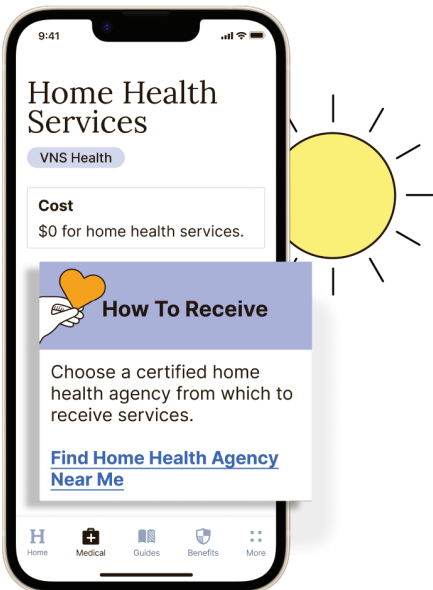 9:41
Home Health
Services
VNS Health
Cost
$0 for home health services.
How To Receive
Choose a certified home
health agency from which to
receive services.
Find Home Health Agency
Near Me
H
Home
Medical
Guides
Benefits
More